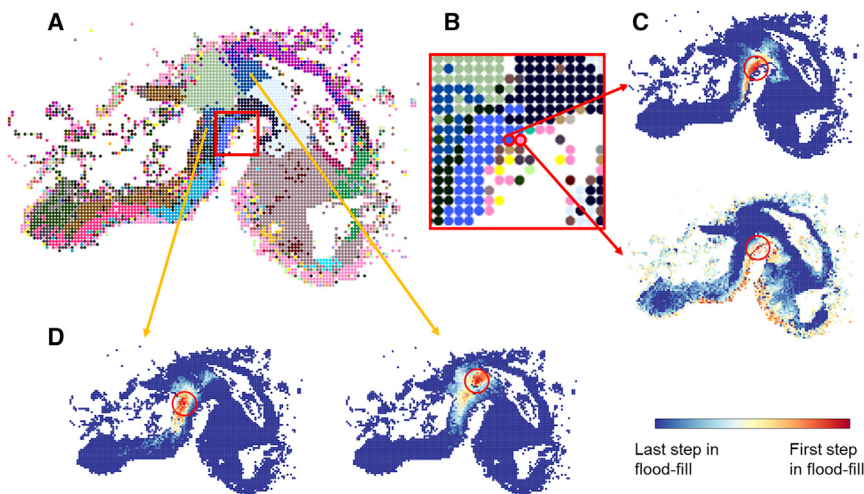 A
B
C
D
Last step in
flood-fill
First step
in flood-fill